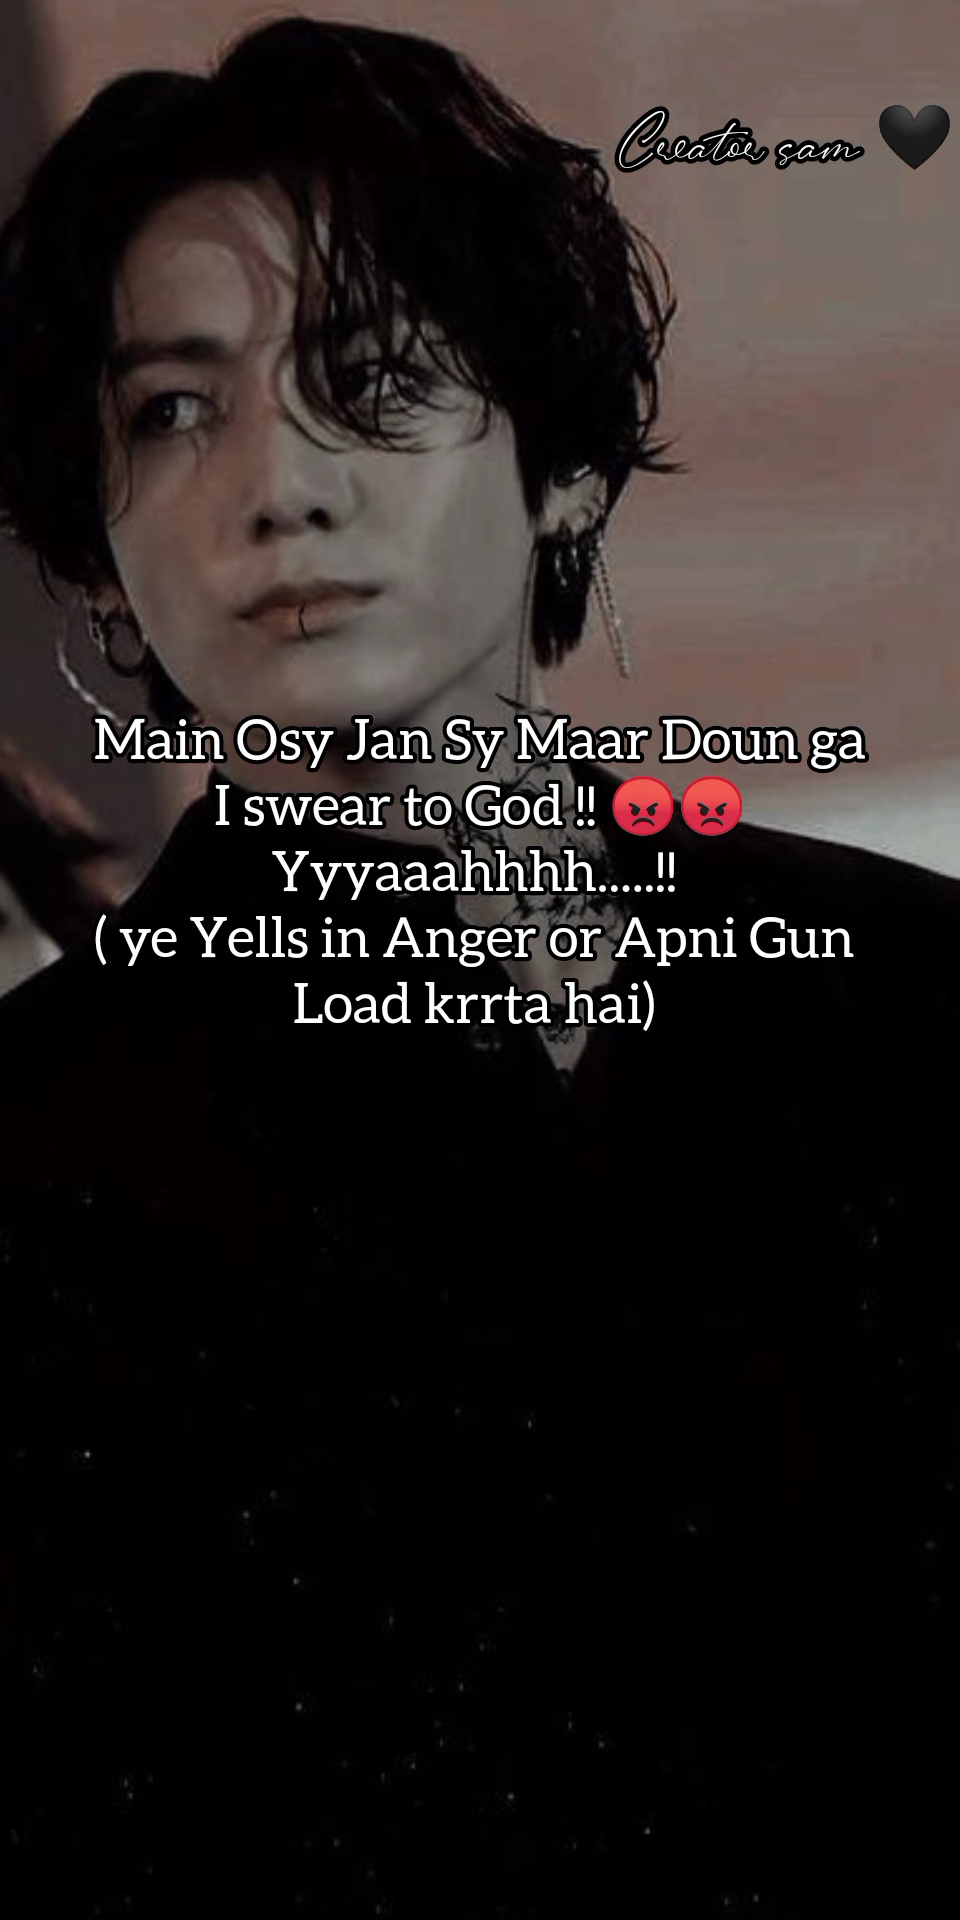 Creator sam 🖤
Main Osy Jan Sy Maar Doun ga
I swear to God !! 😡😡
Yyyaaahhhh.....!!
( ye Yells in Anger or Apni Gun
Load krrta hai)